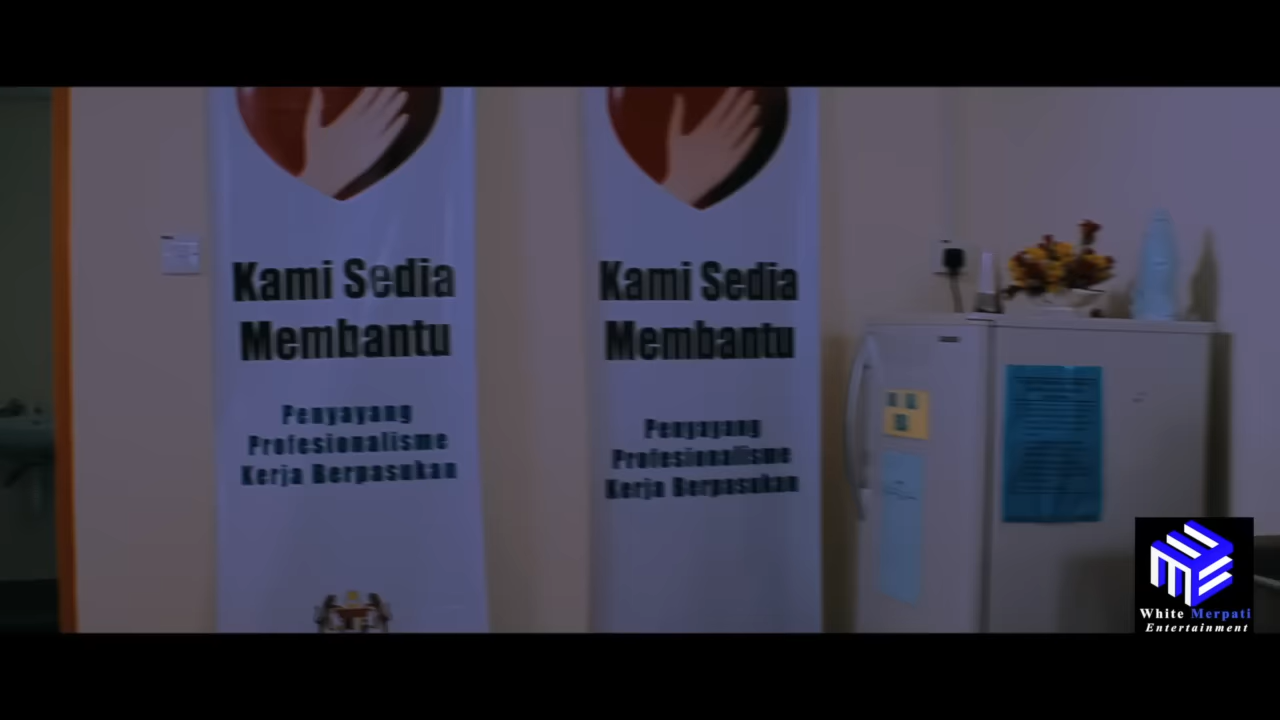 Kami Sedia
Membantu
Penyayang
Profesionalisme
Kerja Berpasukan
Kami Sedia
Membantu
Penyayang
Profesionalisme
Kerja Berpasukan
White Merpati
Entertainment